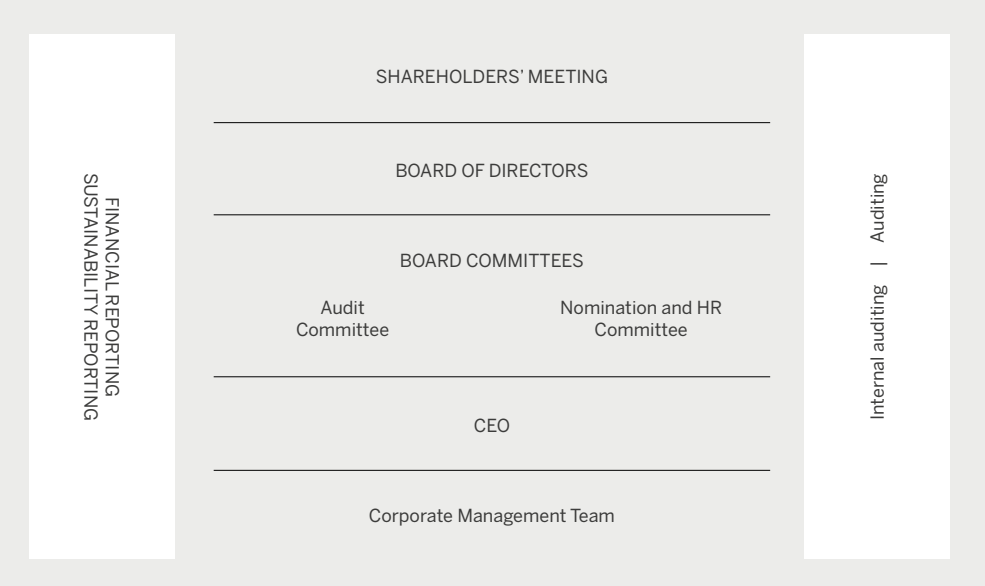 FINANCIAL REPORTING
SUSTAINABILITY REPORTING
SHAREHOLDERS’ MEETING
BOARD OF DIRECTORS
BOARD COMMITTEES
Audit
Committee
Nomination and HR
Committee
CEO
Corporate Management Team
Internal auditing | Auditing